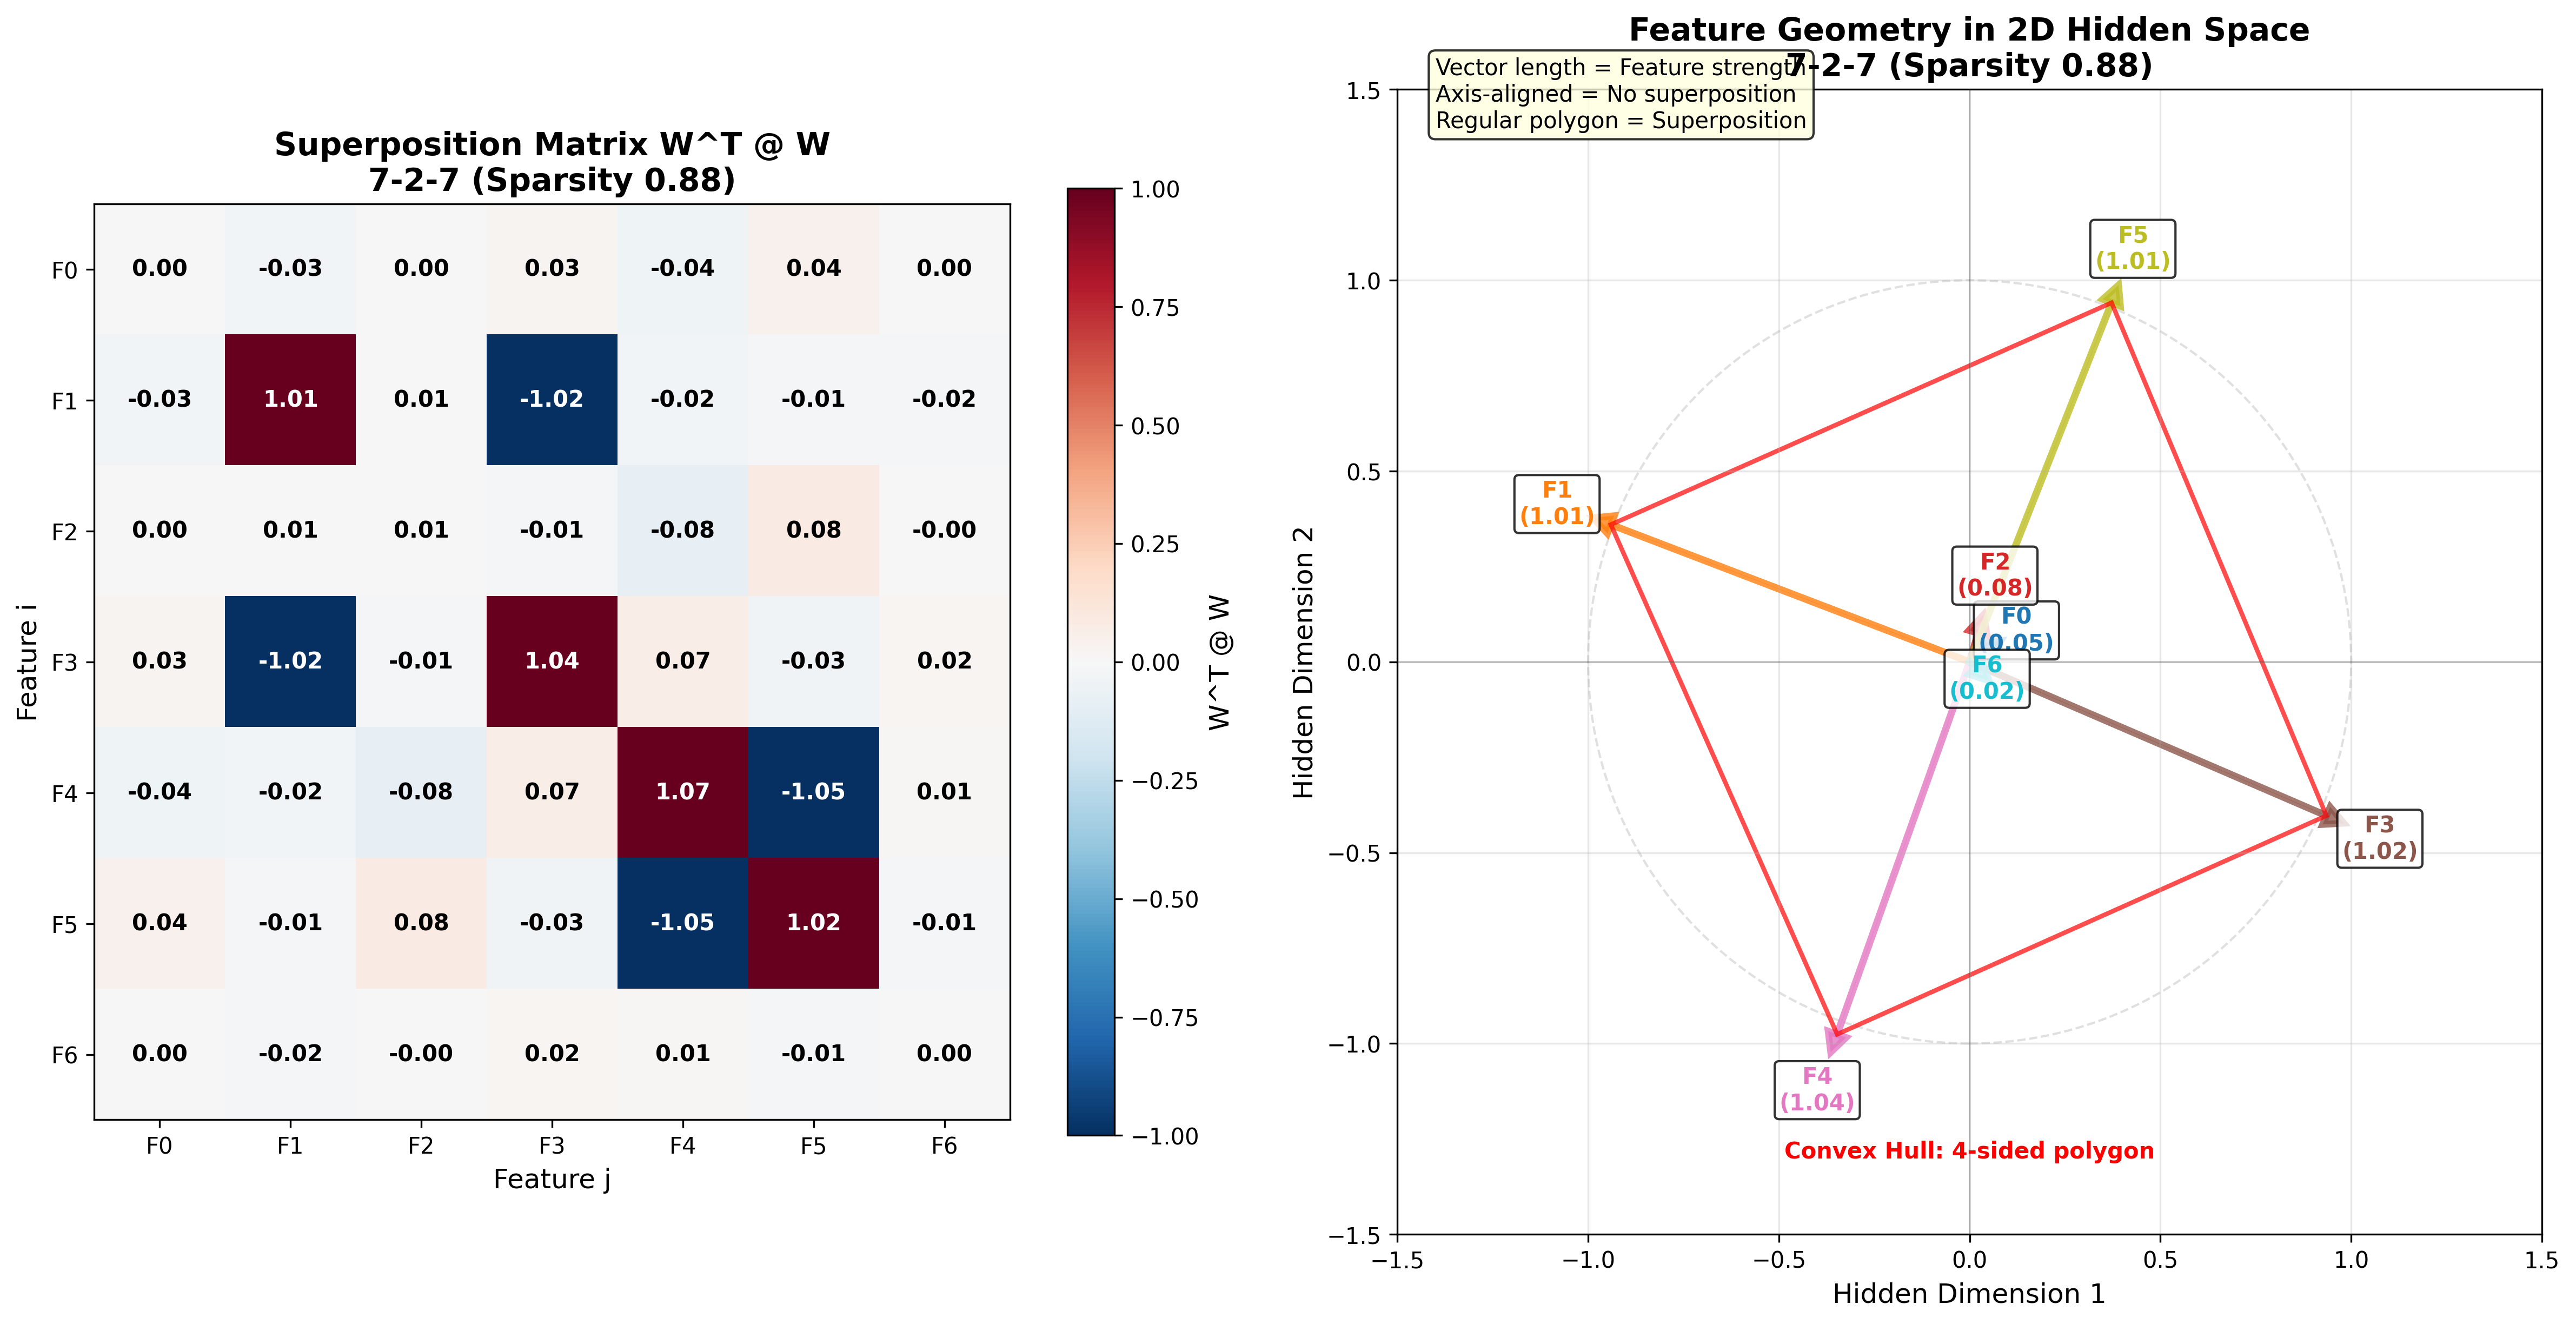 Superposition Matrix W^T @ W
7-2-7 (Sparsity 0.88)
F0 0.00 -0.03 0.00 0.03 -0.04 0.04 0.00
F1 -0.03 1.01 0.01 -1.02 -0.02 -0.01 -0.02
F2 0.00 0.01 0.01 -0.01 -0.08 0.08 -0.00
F3 0.03 -1.02 -0.01 1.04 0.07 -0.03 0.02
F4 -0.04 -0.02 -0.08 0.07 1.07 -1.05 0.01
F5 0.04 -0.01 0.08 -0.03 -1.05 1.02 -0.01
F6 0.00 -0.02 -0.00 0.02 0.01 -0.01 0.00
F0 F1 F2 F3 F4 F5 F6
Feature j
Feature i
1.00
0.75
0.50
0.25
0.00
−0.25
−0.50
−0.75
−1.00
W^T @ W
Feature Geometry in 2D Hidden Space
7-2-7 (Sparsity 0.88)
Vector length = Feature strength
Axis-aligned = No superposition
Regular polygon = Superposition
1.5
1.0
0.5
0.0
−0.5
−1.0
−1.5
Hidden Dimension 2
F5
(1.01)
F1
(1.01)
F2
(0.08)
F0
(0.05)
F6
(0.02)
F3
(1.02)
F4
(1.04)
Convex Hull: 4-sided polygon
−1.5 −1.0 −0.5 0.0 0.5 1.0 1.5
Hidden Dimension 1